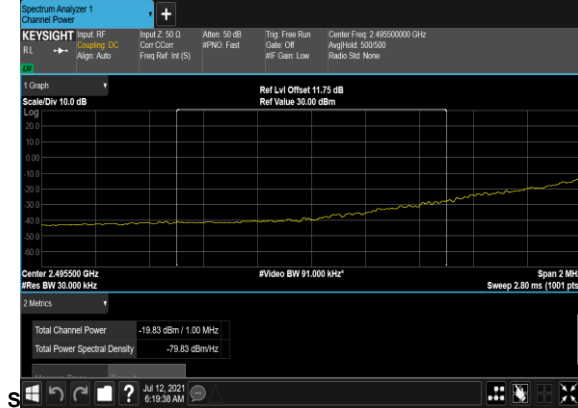 Spectrum Analyzer 1
Channel Power
KEYSIGHT
RL
Input: RF
Coupling: DC
Align: Auto
Input Z: 50 Ω
Corr CCorr
Freq Ref: Int (S)
Atten: 50 dB
#PNO: Fast
Trig: Free Run
Gate: Off
#IF Gain: Low
Center Freq: 2.495500000 GHz
Avg|Hold: 500/500
Radio Std: None
1 Graph
Scale/Div 10.0 dB
Ref Lvl Offset 11.75 dB
Ref Value 30.00 dBm
Log
20.0
10.0
0.00
-10.0
-20.0
-30.0
-40.0
-50.0
-60.0
Center 2.495500 GHz
#Res BW 30.000 kHz
#Video BW 91.000 kHz*
Span 2 MH
Sweep 2.80 ms (1001 pts
2 Metrics
Total Channel Power -19.83 dBm / 1.00 MHz
Total Power Spectral Density -79.83 dBm/Hz
S
?
Jul 12, 2021
6:19:38 AM